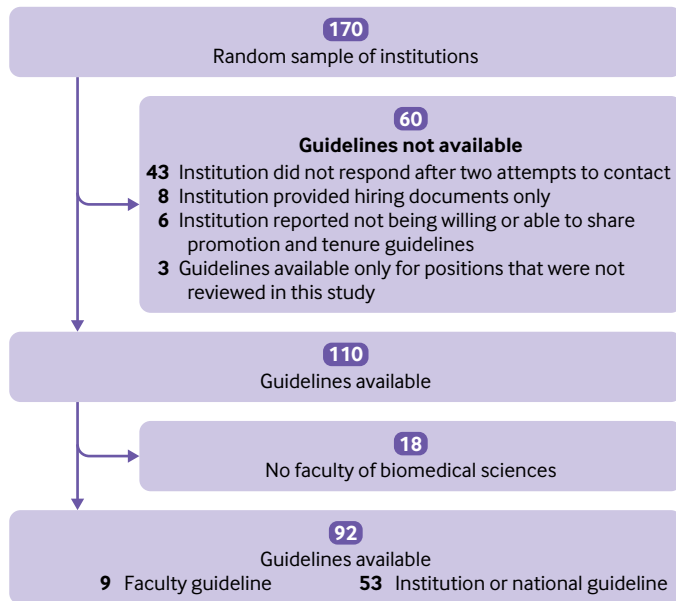 170
Random sample of institutions
60
Guidelines not available
43 Institution did not respond after two attempts to contact
8 Institution provided hiring documents only
6 Institution reported not being willing or able to share
promotion and tenure guidelines
3 Guidelines available only for positions that were not
reviewed in this study
110
Guidelines available
18
No faculty of biomedical sciences
92
Guidelines available
9 Faculty guideline 53 Institution or national guideline